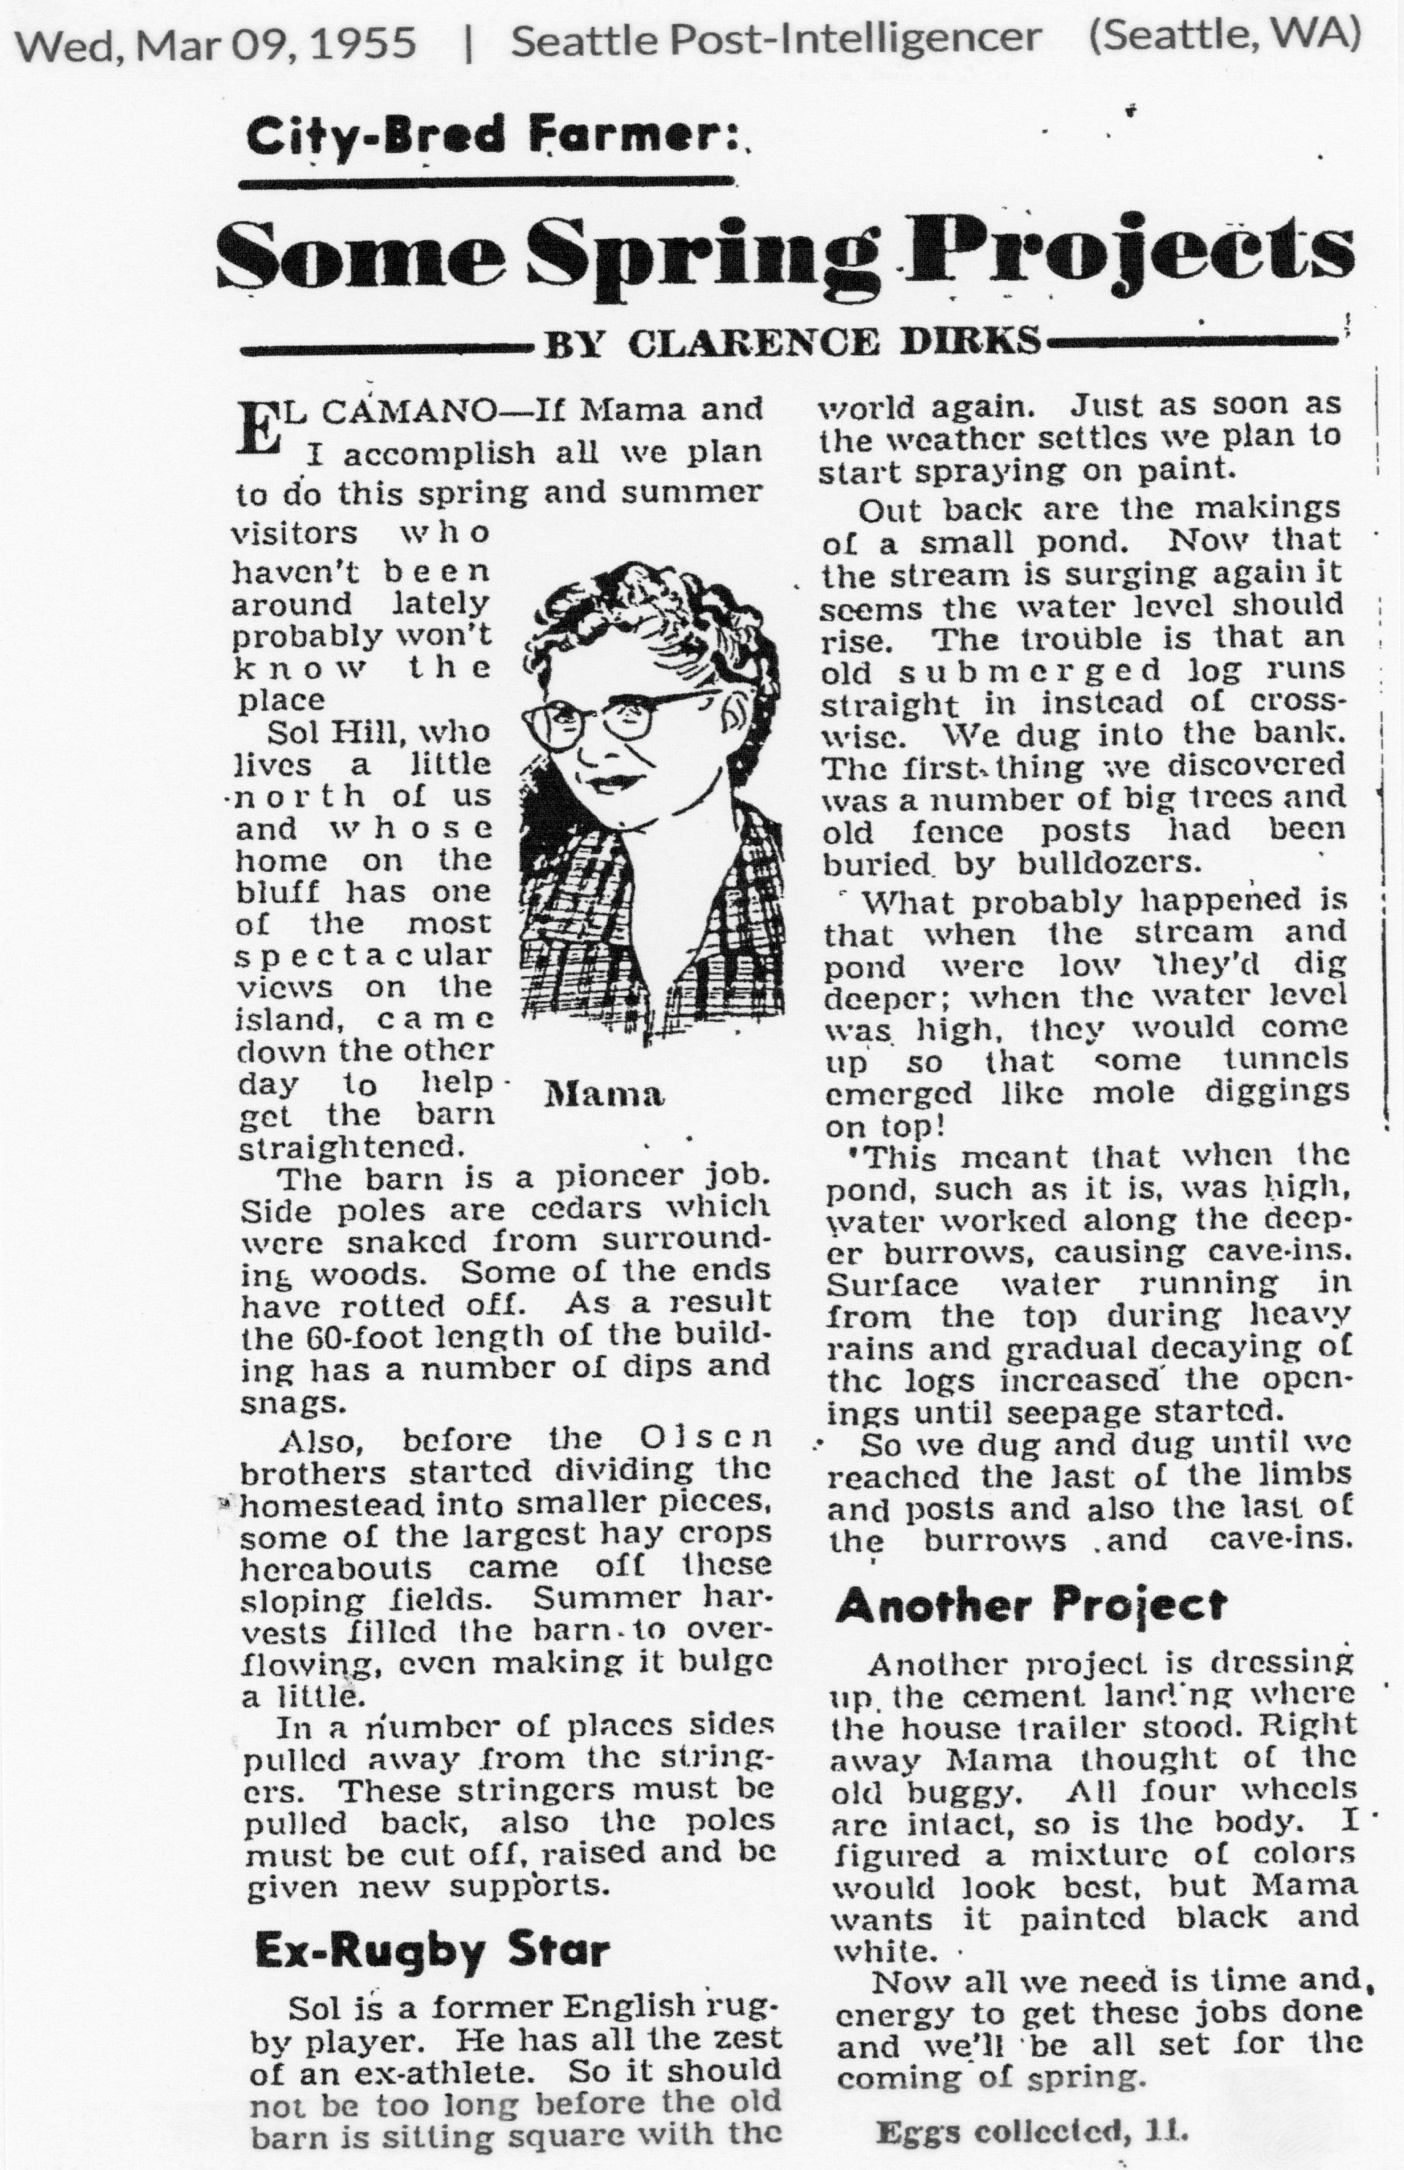 Wed, Mar 09, 1955 | Seattle Post-Intelligencer (Seattle, WA)
City-Bred Farmer:
Some Spring Projects
BY CLARENCE DIRKS
EL CAMANO—If Mama and
I accomplish all we plan
to do this spring and summer
visitors who
haven't been
around lately
probably won't
know the
place
Sol Hill, who
lives a little
north of us
and whose
home on the
bluff has one
of the most
spectacular
views on the
island, came
down the other
day to help
get the barn
straightened.
Mama
The barn is a pioneer job.
Side poles are cedars which
were snaked from surround-
ing woods. Some of the ends
have rotted off. As a result
the 60-foot length of the build-
ing has a number of dips and
snags.
Also, before the Olsen
brothers started dividing the
homestead into smaller pieces,
some of the largest hay crops
hereabouts came off these
sloping fields. Summer har-
vests filled the barn to over-
flowing, even making it bulge
a little.
In a number of places sides
pulled away from the string-
ers. These stringers must be
pulled back, also the poles
must be cut off, raised and be
given new supports.
Ex-Rugby Star
Sol is a former English rug-
by player. He has all the zest
of an ex-athlete. So it should
not be too long before the old
barn is sitting square with the
world again. Just as soon as
the weather settles we plan to
start spraying on paint.
Out back are the makings
of a small pond. Now that
the stream is surging again it
seems the water level should
rise. The trouble is that an
old submerged log runs
straight in instead of cross-
wise. We dug into the bank.
The first thing we discovered
was a number of big trees and
old fence posts had been
buried by bulldozers.
What probably happened is
that when the stream and
pond were low they'd dig
deeper; when the water level
was high, they would come
up so that some tunnels
emerged like mole diggings
on top!
'This meant that when the
pond, such as it is, was high,
water worked along the deep-
er burrows, causing cave-ins.
Surface water running in
from the top during heavy
rains and gradual decaying of
the logs increased the open-
ings until seepage started.
So we dug and dug until we
reached the last of the limbs
and posts and also the last of
the burrows and cave-ins.
Another Project
Another project is dressing
up the cement land'ng where
the house trailer stood. Right
away Mama thought of the
old buggy. All four wheels
are intact, so is the body. I
figured a mixture of colors
would look best, but Mama
wants it painted black and
white.
Now all we need is time and,
energy to get these jobs done
and we'll be all set for the
coming of spring.
Eggs collected, 11.